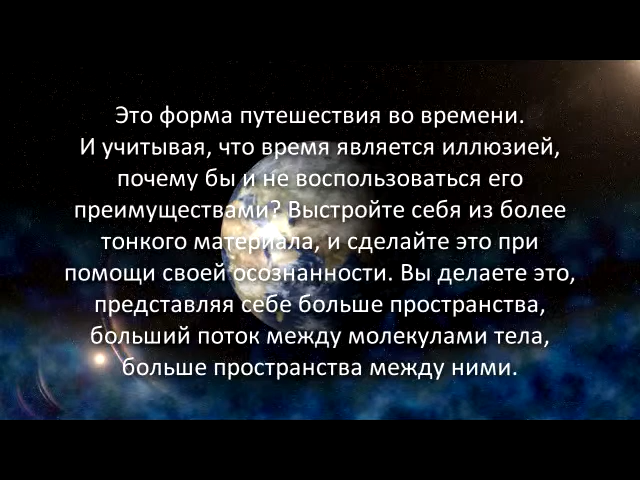 Это форма путешествия во времени.
И учитывая, что время является иллюзией,
почему бы и не воспользоваться его
преимуществами? Выстройте себя из более
тонкого материала, и сделайте это при
помощи своей осознанности. Вы делаете это,
представляя себе больше пространства,
больший поток между молекулами тела,
больше пространства между ними.